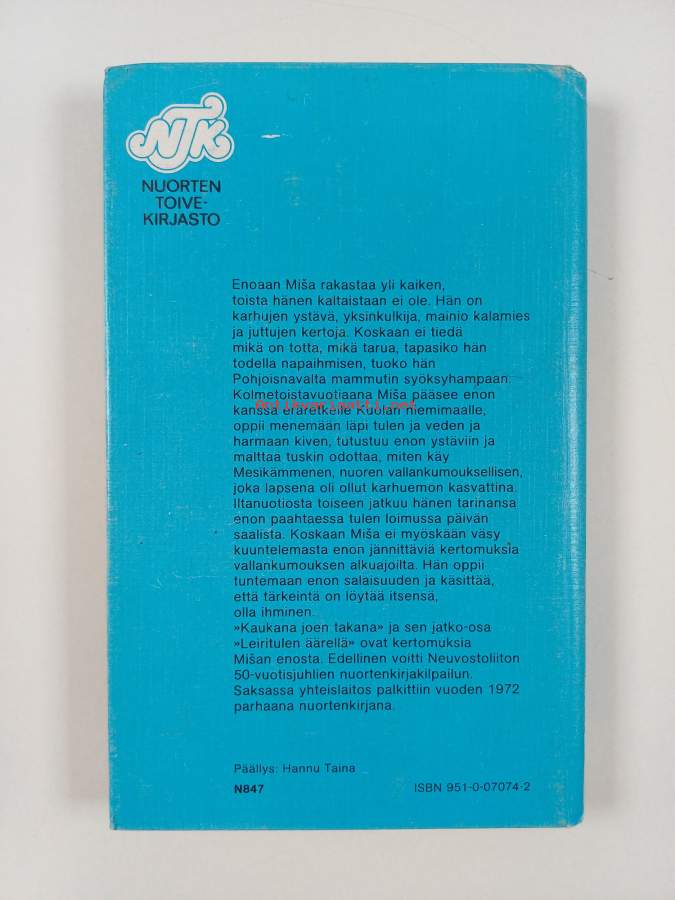 NTK
NUORTEN
TOIVE-
KIRJASTO
Enoaan Miša rakastaa yli kaiken,
toista hänen kaltaistaan ei ole. Hän on
karhujen ystävä, yksinkulkija, mainio kalamies
ja juttujen kertoja. Koskaan ei tiedä
mikä on totta, mikä tarua, tapasiko hän
todella napaihmisen, tuoko hän
Pohjoisnavalta mammutin syöksyhampaan.
Kolmetoistavuotiaana Miša pääsee enon
kanssa eräretkelle Kuolan niemimaalle,
antikvariaatti.net
oppii menemään läpi tulen ja veden ja
harmaan kiven, tutustuu enon ystäviin ja
malttaa tuskin odottaa, miten käy
Mesikämmenen, nuoren vallankumouksellisen,
joka lapsena oli ollut karhuemon kasvattina.
Iltanuotiosta toiseen jatkuu hänen tarinansa
enon paahtaessa tulen loimussa päivän
saalista. Koskaan Miša ei myöskään väsy
kuuntelemasta enon jännittäviä kertomuksia
vallankumouksen alkuajoilta. Hän oppii
tuntemaan enon salaisuuden ja käsittää,
että tärkeintä on löytää itsensä,
olla ihminen.
»Kaukana joen takana» ja sen jatko-osa
»Leiritulen äärellä» ovat kertomuksia
Mišan enosta. Edellinen voitti Neuvostoliiton
50-vuotisjuhlien nuortenkirjakilpailun.
Saksassa yhteislaitos palkittiin vuoden 1972
parhaana nuortenkirjana.
Päällys: Hannu Taina
N847
ISBN 951-0-07074-2